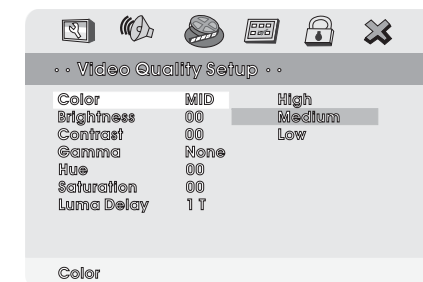 • • Video Quality Setup • •
Color MID High
Brightness 00 Medium
Contrast 00 Low
Gamma None
Hue 00
Saturation 00
Luma Delay 1 T
Color